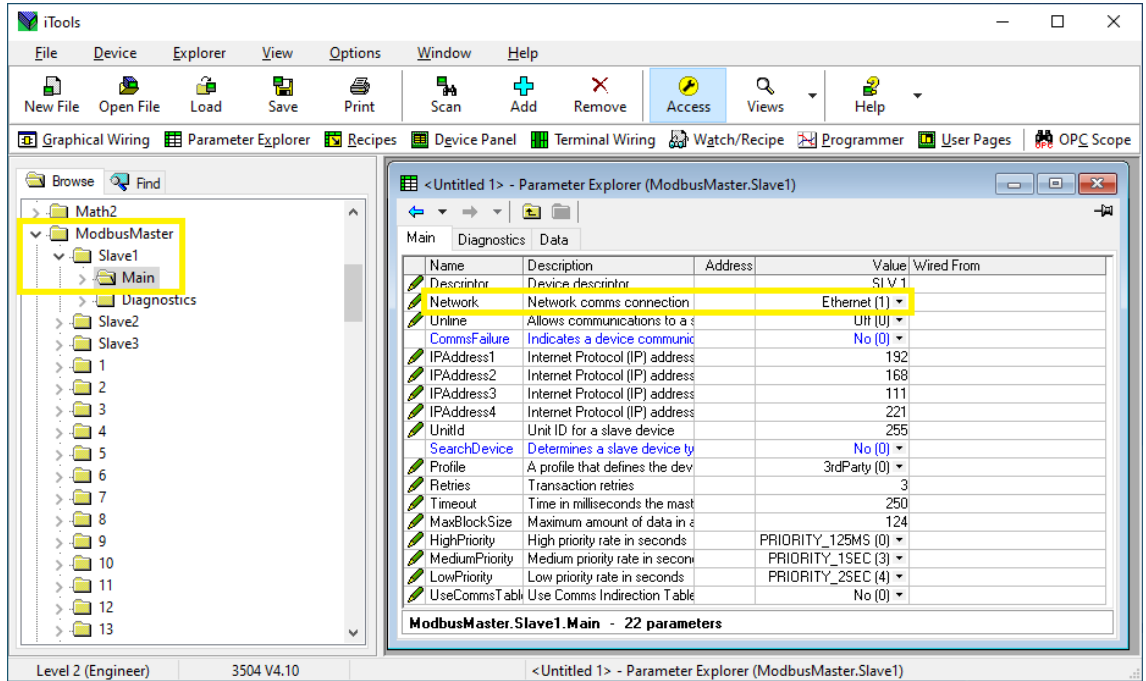 iTools
File Device Explorer View Options Window Help
New File Open File Load Save Print Scan Add Remove Access Views Help
Graphical Wiring Parameter Explorer Recipes Device Panel Terminal Wiring Watch/Recipe Programmer User Pages OPC Scope
Browse Find
Math2
ModbusMaster
Slave1
Main
Diagnostics
Slave2
Slave3
1
2
3
4
5
6
7
8
9
10
11
12
13
<Untitled 1> - Parameter Explorer (ModbusMaster.Slave1)
Main Diagnostics Data
Name Description Address Value Wired From
Descriptor Device descriptor SLV 1
Network Network comms connection Ethernet (1)
Online Allows communications to a s Off (0)
CommsFailure Indicates a device communic No (0)
IPAddress1 Internet Protocol (IP) address 192
IPAddress2 Internet Protocol (IP) address 168
IPAddress3 Internet Protocol (IP) address 111
IPAddress4 Internet Protocol (IP) address 221
UnitId Unit ID for a slave device 255
SearchDevice Determines a slave device ty No (0)
Profile A profile that defines the dev 3rdParty (0)
Retries Transaction retries 3
Timeout Time in milliseconds the mast 250
MaxBlockSize Maximum amount of data in a 124
HighPriority High priority rate in seconds PRIORITY_125MS (0)
MediumPriority Medium priority rate in secon PRIORITY_1SEC (3)
LowPriority Low priority rate in seconds PRIORITY_2SEC (4)
UseCommsTabl Use Comms Indirection Table No (0)
ModbusMaster.Slave1.Main - 22 parameters
Level 2 (Engineer) 3504 V4.10 <Untitled 1> - Parameter Explorer (ModbusMaster.Slave1)